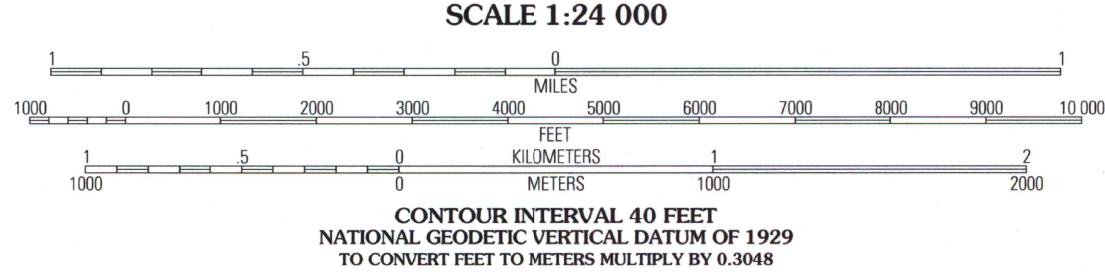 SCALE 1:24 000
1 .5 0 1
MILES
1000 0 1000 2000 3000 4000 5000 6000 7000 8000 9000 10 000
FEET
1 .5 0 KILOMETERS 1 2
1000 0 METERS 1000 2000
CONTOUR INTERVAL 40 FEET
NATIONAL GEODETIC VERTICAL DATUM OF 1929
TO CONVERT FEET TO METERS MULTIPLY BY 0.3048